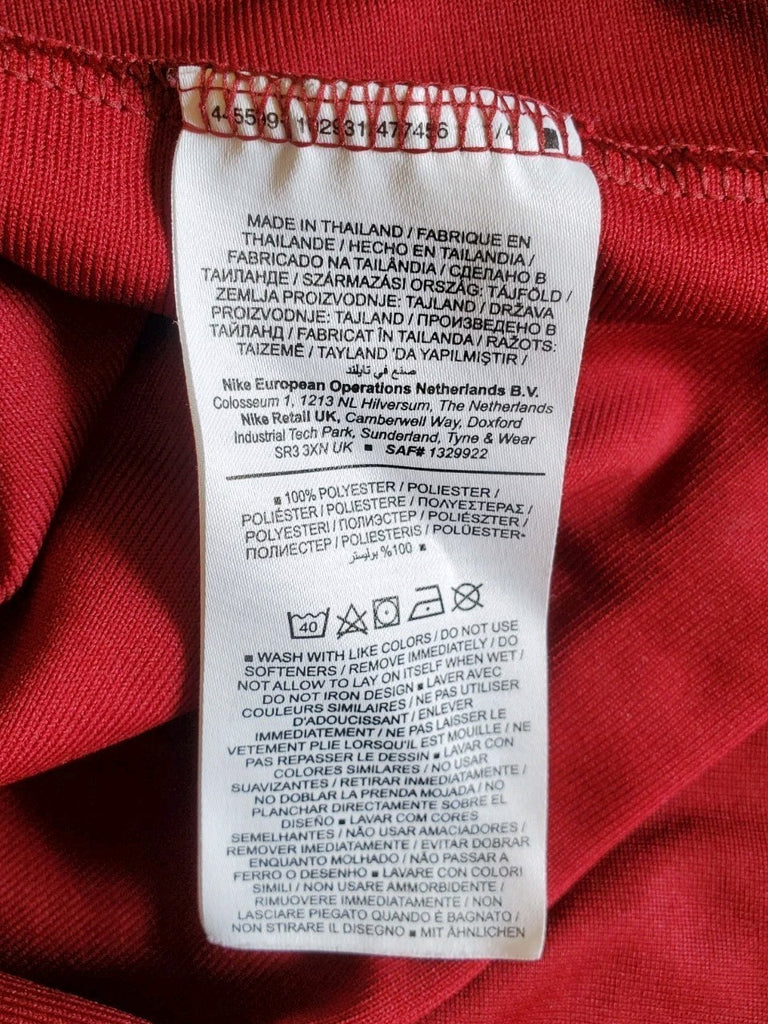 MADE IN THAILAND / FABRIQUE EN
THAILANDE / HECHO EN TAILANDIA /
FABRICADO NA TAILÂNDIA / СДЕЛАНО В
ТАИЛАНДЕ / SZÁRMAZÁSI ORSZÁG: TÁJFÖLD /
ZEMLJA PROIZVODNJE: TAJLAND / DRŽAVA
PROIZVODNJE: TAJLAND / ПРОИЗВЕДЕНО В
ТАЙЛАНД / FABRICAT ÎN TAILANDA / RAŽOTS:
TAIZEMĒ / TAYLAND 'DA YAPILMIŞTIR /
صنع في تايلند
Nike European Operations Netherlands B.V.
Colosseum 1, 1213 NL Hilversum, The Netherlands
Nike Retail UK, Camberwell Way, Doxford
Industrial Tech Park, Sunderland, Tyne & Wear
SR3 3XN UK ■ SAF# 1329922
■ 100% POLYESTER / POLIESTER /
POLIÉSTER / POLIESTERE / ΠΟΛΥΕΣΤΕΡΑΣ /
POLYESTERI / ПОЛИЭСТЕР / POLIÉSZTER /
ПОЛИЕСТЕР / POLIESTERIS / POLÜESTER
100% بوليستر ■
40
■ WASH WITH LIKE COLORS / DO NOT USE
SOFTENERS / REMOVE IMMEDIATELY / DO
NOT ALLOW TO LAY ON ITSELF WHEN WET /
DO NOT IRON DESIGN ■ LAVER AVEC
COULEURS SIMILAIRES / NE PAS UTILISER
D'ADOUCISSANT / ENLEVER
IMMEDIATEMENT / NE PAS LAISSER LE
VETEMENT PLIE LORSQU'IL EST MOUILLE / NE
PAS REPASSER LE DESSIN ■ LAVAR CON
COLORES SIMILARES / NO USAR
SUAVIZANTES / RETIRAR INMEDIATAMENTE /
NO DOBLAR LA PRENDA MOJADA / NO
PLANCHAR DIRECTAMENTE SOBRE EL
DISEÑO ■ LAVAR COM CORES
SEMELHANTES / NÃO USAR AMACIADORES /
REMOVER IMEDIATAMENTE / EVITAR DOBRAR
ENQUANTO MOLHADO / NÃO PASSAR A
FERRO O DESENHO ■ LAVARE CON COLORI
SIMILI / NON USARE AMMORBIDENTE /
RIMUOVERE IMMEDIATAMENTE / NON
LASCIARE PIEGATO QUANDO É BAGNATO /
NON STIRARE IL DISEGNO ■ MIT ÄHNLICHEN